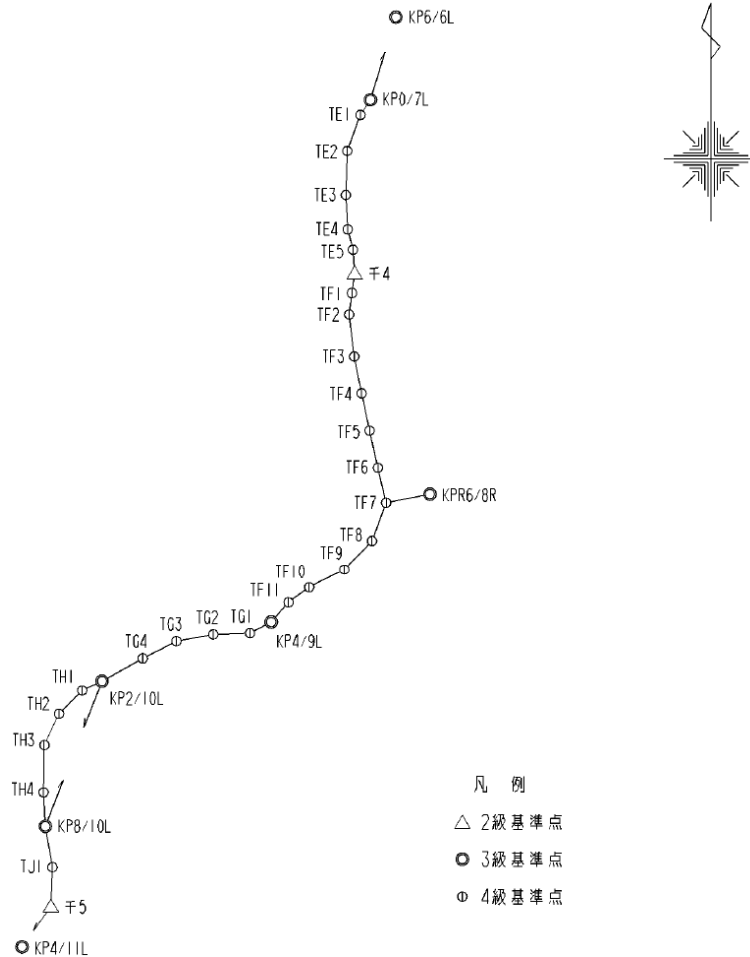 KP6/6L
KP0/7L
TE1
TE2
TE3
TE4
TE5
千4
TF1
TF2
TF3
TF4
TF5
TF6
TF7
KPR6/8R
TF8
TF9
TF10
TF11
KP4/9L
TG1
TG2
TG3
TG4
KP2/10L
TH1
TH2
TH3
TH4
KP8/10L
TJ1
千5
KP4/11L
凡 例
2級基準点
3級基準点
4級基準点